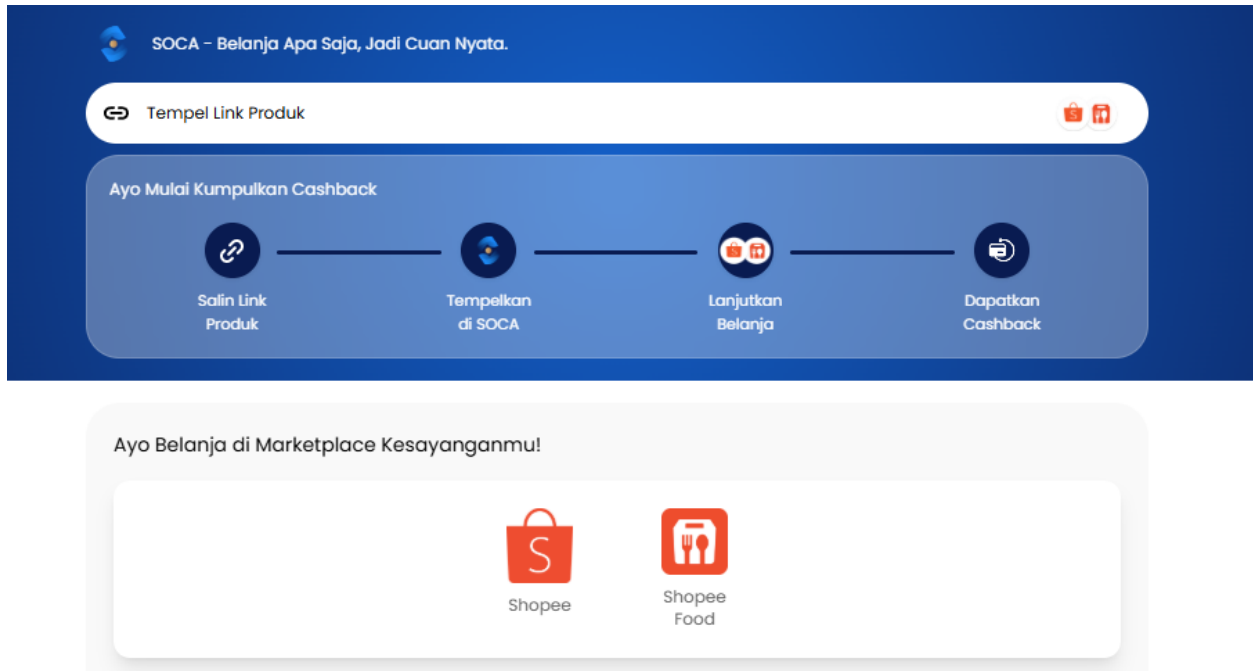 SOCA - Belanja Apa Saja, Jadi Cuan Nyata.
Tempel Link Produk
Ayo Mulai Kumpulkan Cashback
Salin Link
Produk
Tempelkan
di SOCA
Lanjutkan
Belanja
Dapatkan
Cashback
Ayo Belanja di Marketplace Kesayanganmu!
S
Shopee
Shopee
Food